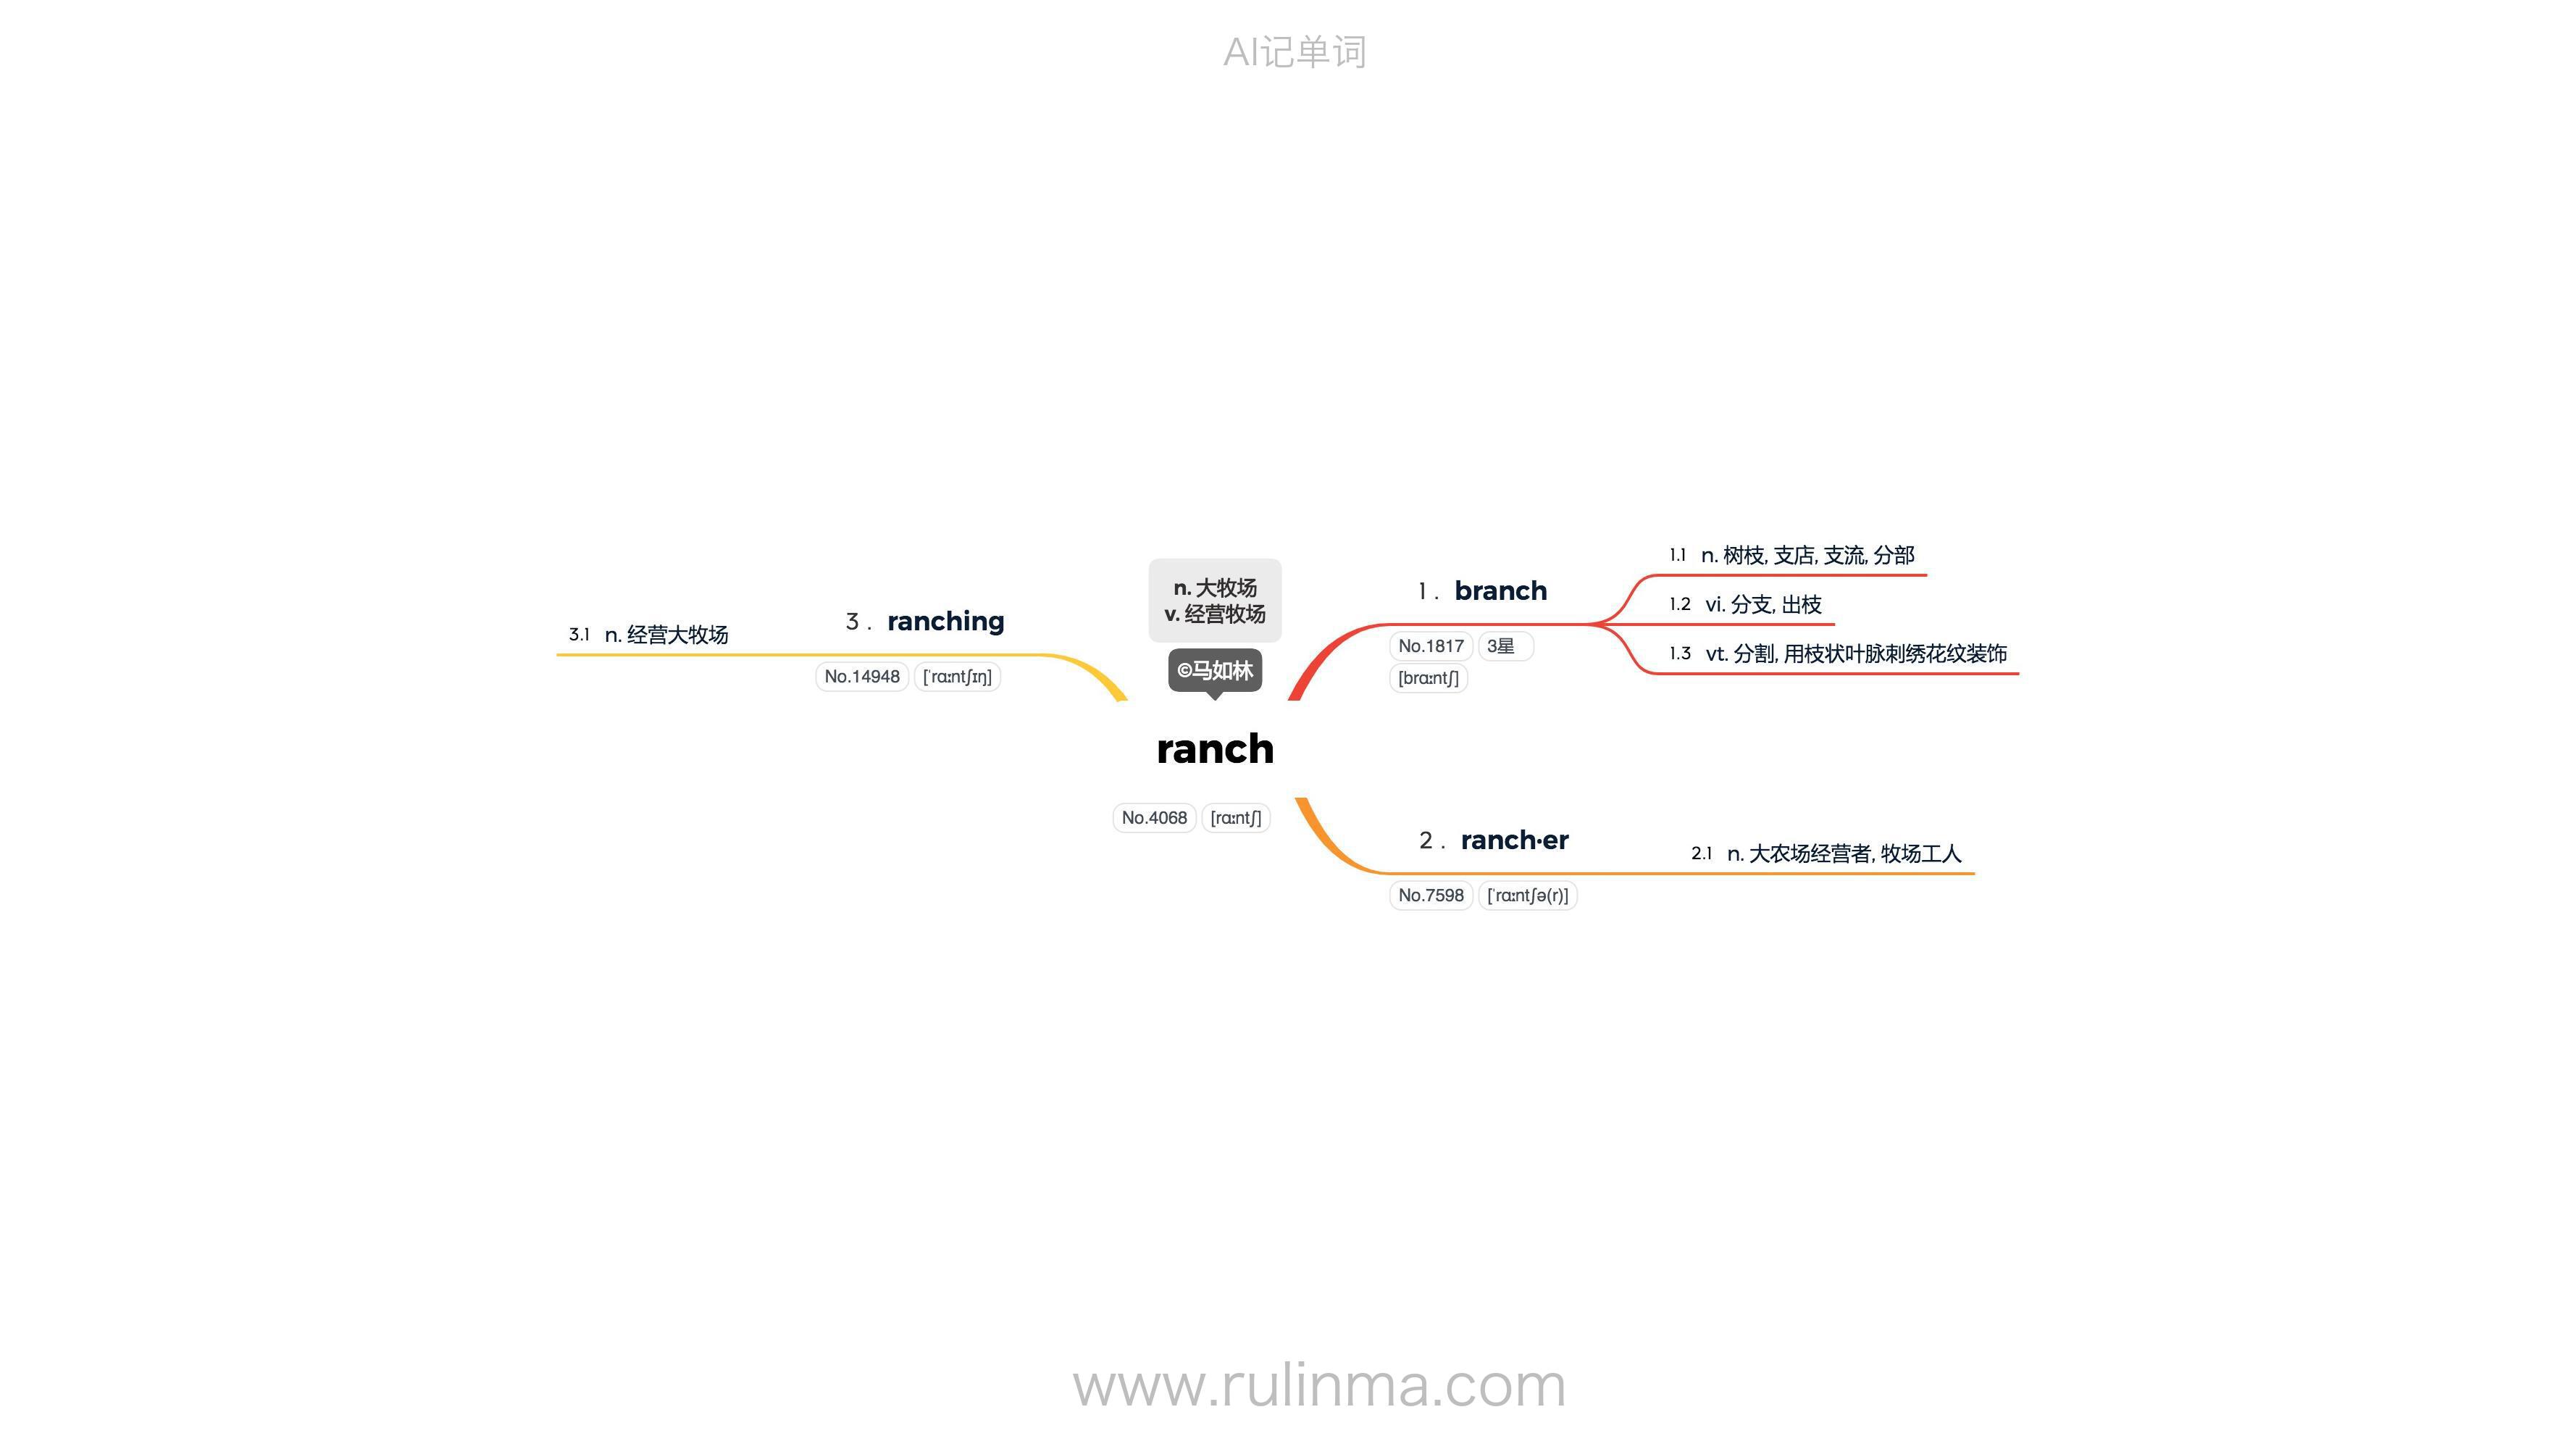 AI记单词
n. 大牧场
v. 经营牧场
©马如林
ranch
No.4068 [rɑːntʃ]
1 . branch
No.1817 3星
[brɑːntʃ]
1.1 n. 树枝, 支店, 支流, 分部
1.2 vi. 分支, 出枝
1.3 vt. 分割, 用枝状叶脉刺绣花纹装饰
2 . ranch·er
No.7598 [ˈrɑːntʃə(r)]
2.1 n. 大农场经营者, 牧场工人
3 . ranching
No.14948 [ˈrɑːntʃɪŋ]
3.1 n. 经营大牧场
www.rulinma.com